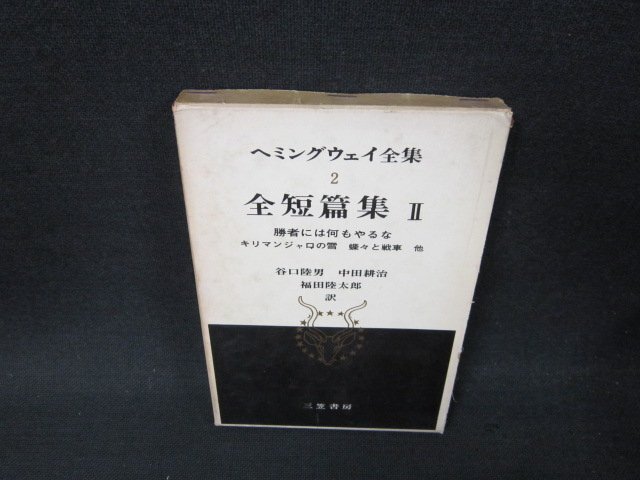 ヘミングウェイ全集
2
全短篇集 II
勝者には何もやるな
キリマンジャロの雪 蝶々と戦車 他
谷口陸男 中田耕治
福田陸太郎
訳
三笠書房